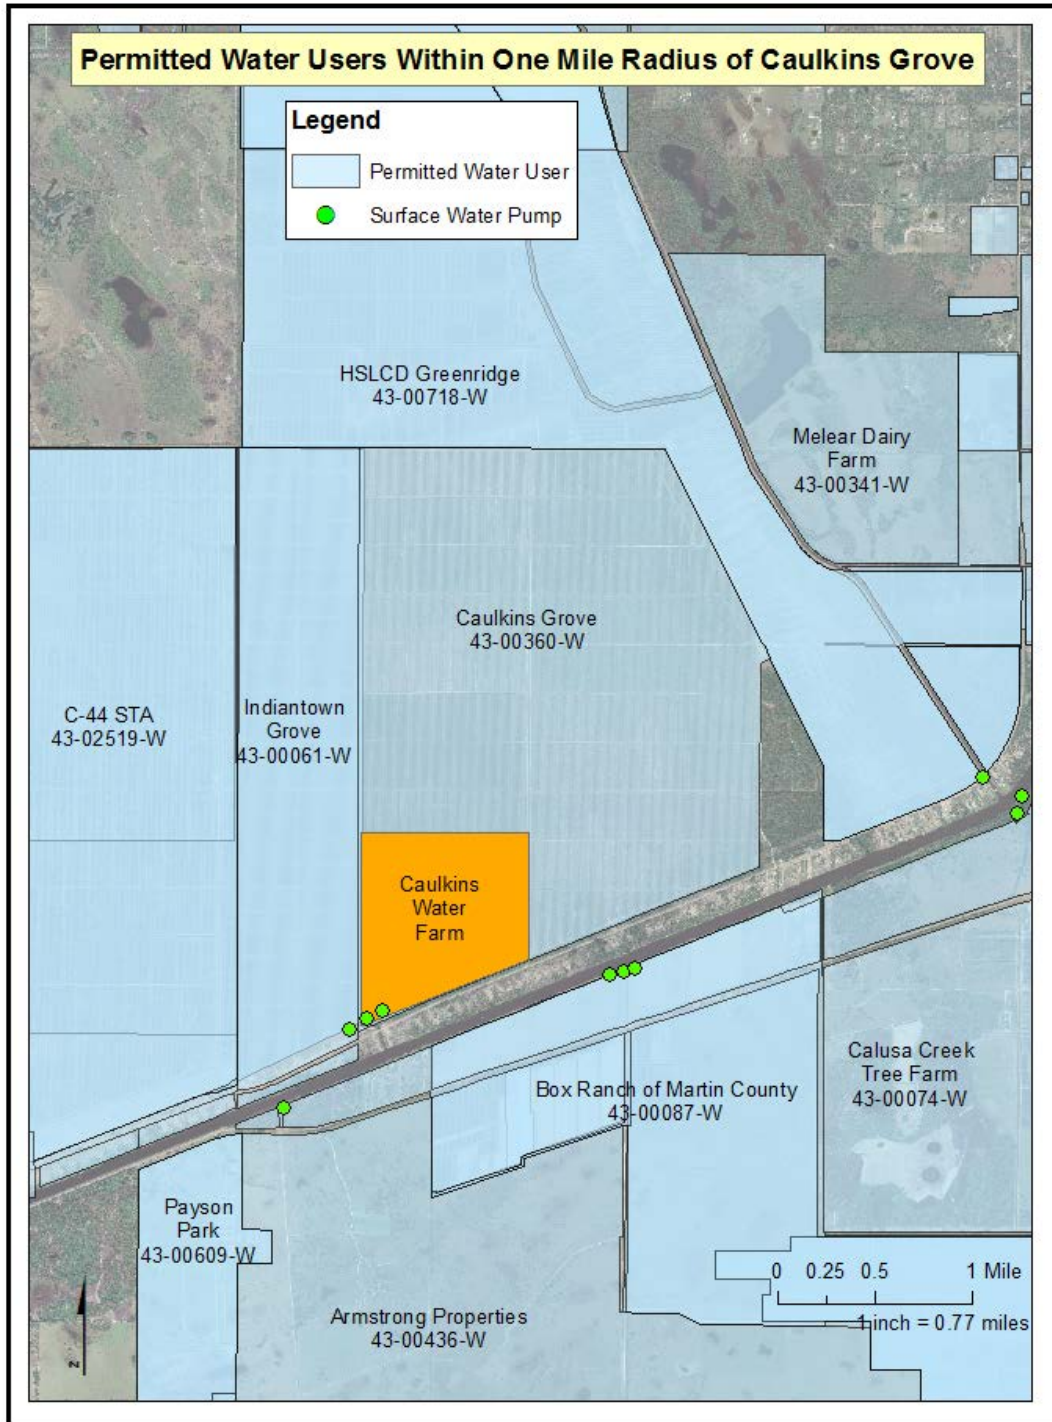 Permitted Water Users Within One Mile Radius of Caulkins Grove
Legend
Permitted Water User
Surface Water Pump
HSLCD Greenridge
43-00718-W
Melear Dairy
Farm
43-00341-W
Caulkins Grove
43-00360-W
C-44 STA
43-02519-W
Indiantown
Grove
43-00061-W
Caulkins
Water
Farm
Calusa Creek
Tree Farm
43-00074-W
Box Ranch of Martin County
43-00087-W
Payson
Park
43-00609-W
Armstrong Properties
43-00436-W
0 0.25 0.5 1 Mile
1 inch = 0.77 miles
N